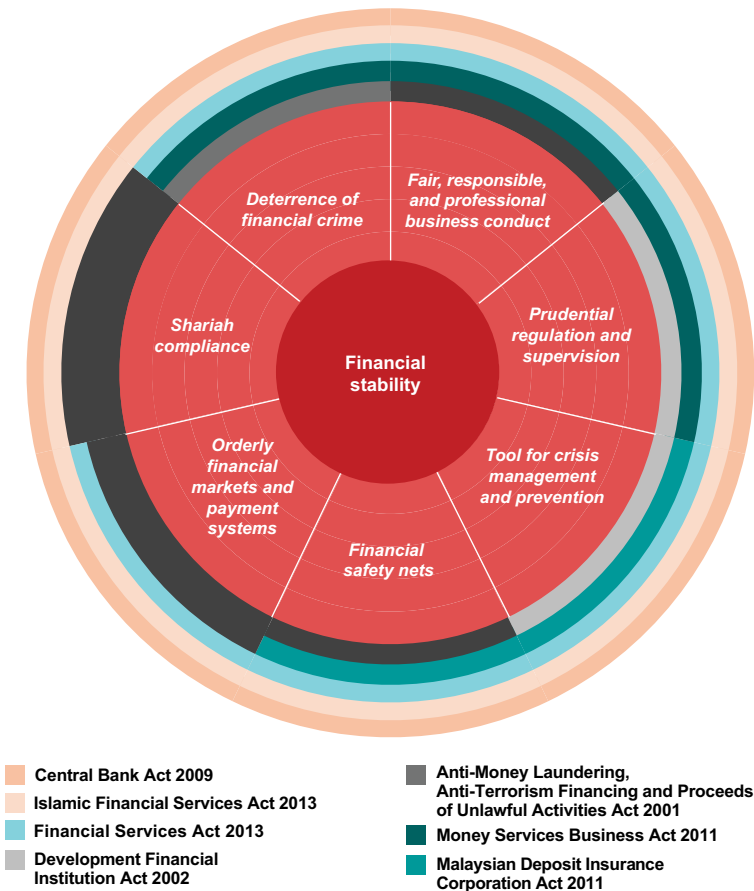 Deterrence of
financial crime
Fair, responsible,
and professional
business conduct
Shariah
compliance
Prudential
regulation and
supervision
Financial
stability
Orderly
financial
markets and
payment
systems
Tool for crisis
management
and prevention
Financial
safety nets
Central Bank Act 2009
Islamic Financial Services Act 2013
Financial Services Act 2013
Development Financial
Institution Act 2002
Anti-Money Laundering,
Anti-Terrorism Financing and Proceeds
of Unlawful Activities Act 2001
Money Services Business Act 2011
Malaysian Deposit Insurance
Corporation Act 2011